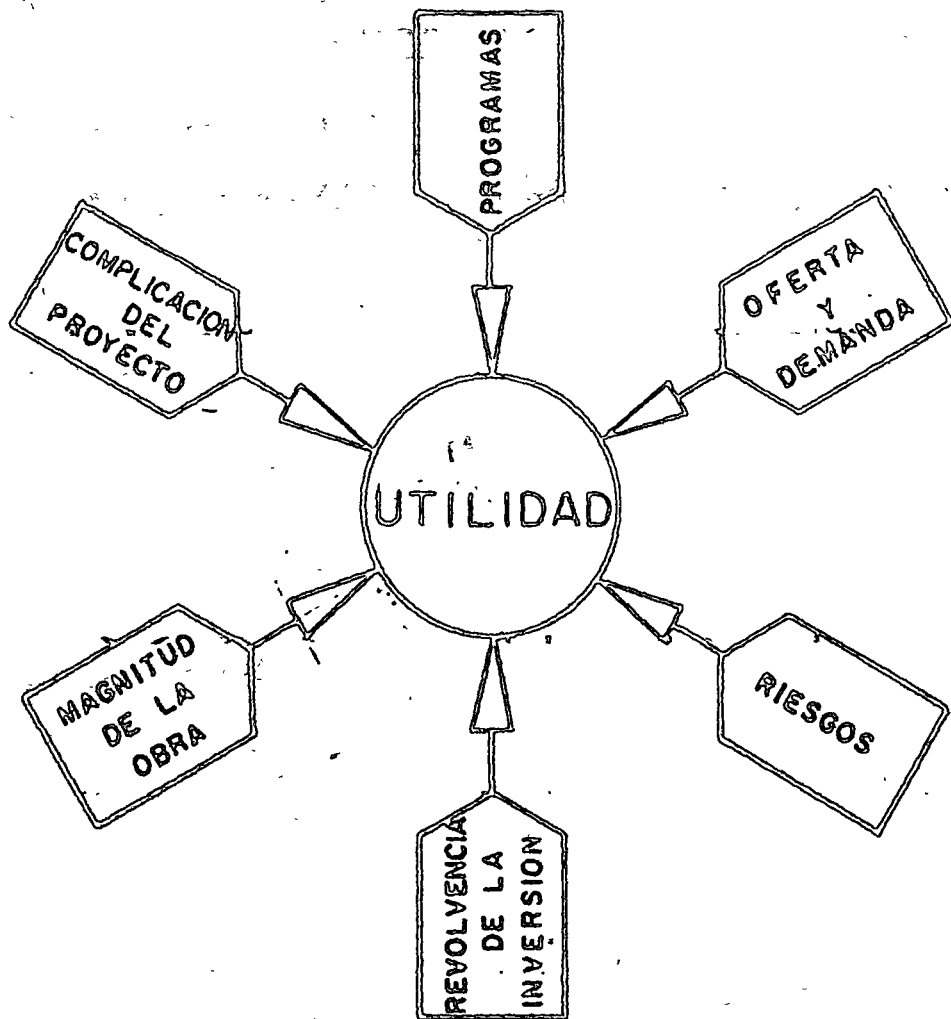 PROGRAMAS
COMPLICACION
DEL
PROYECTO
OFERTA
Y
DEMANDA
UTILIDAD
MAGNITUD
DE LA
OBRA
RIESGOS
REVOLVENCIA
DE LA
INVERSION